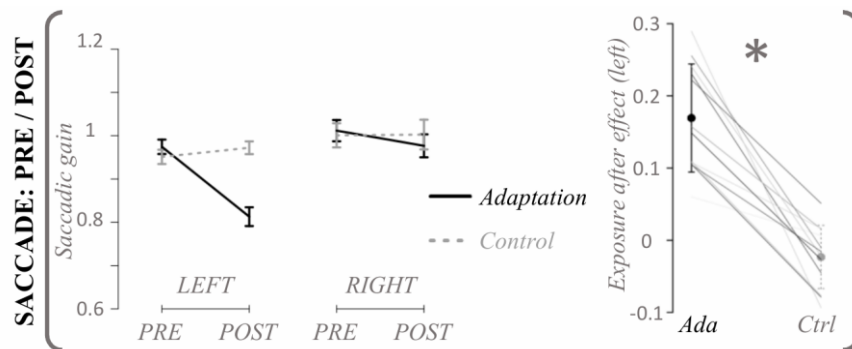 SACCADE: PRE / POST
Saccadic gain
1.2
1
0.8
0.6
LEFT
RIGHT
PRE
POST
PRE
POST
Adaptation
Control
Exposure after effect (left)
0.3
0.2
0.1
0
-0.1
*
Ada
Ctrl